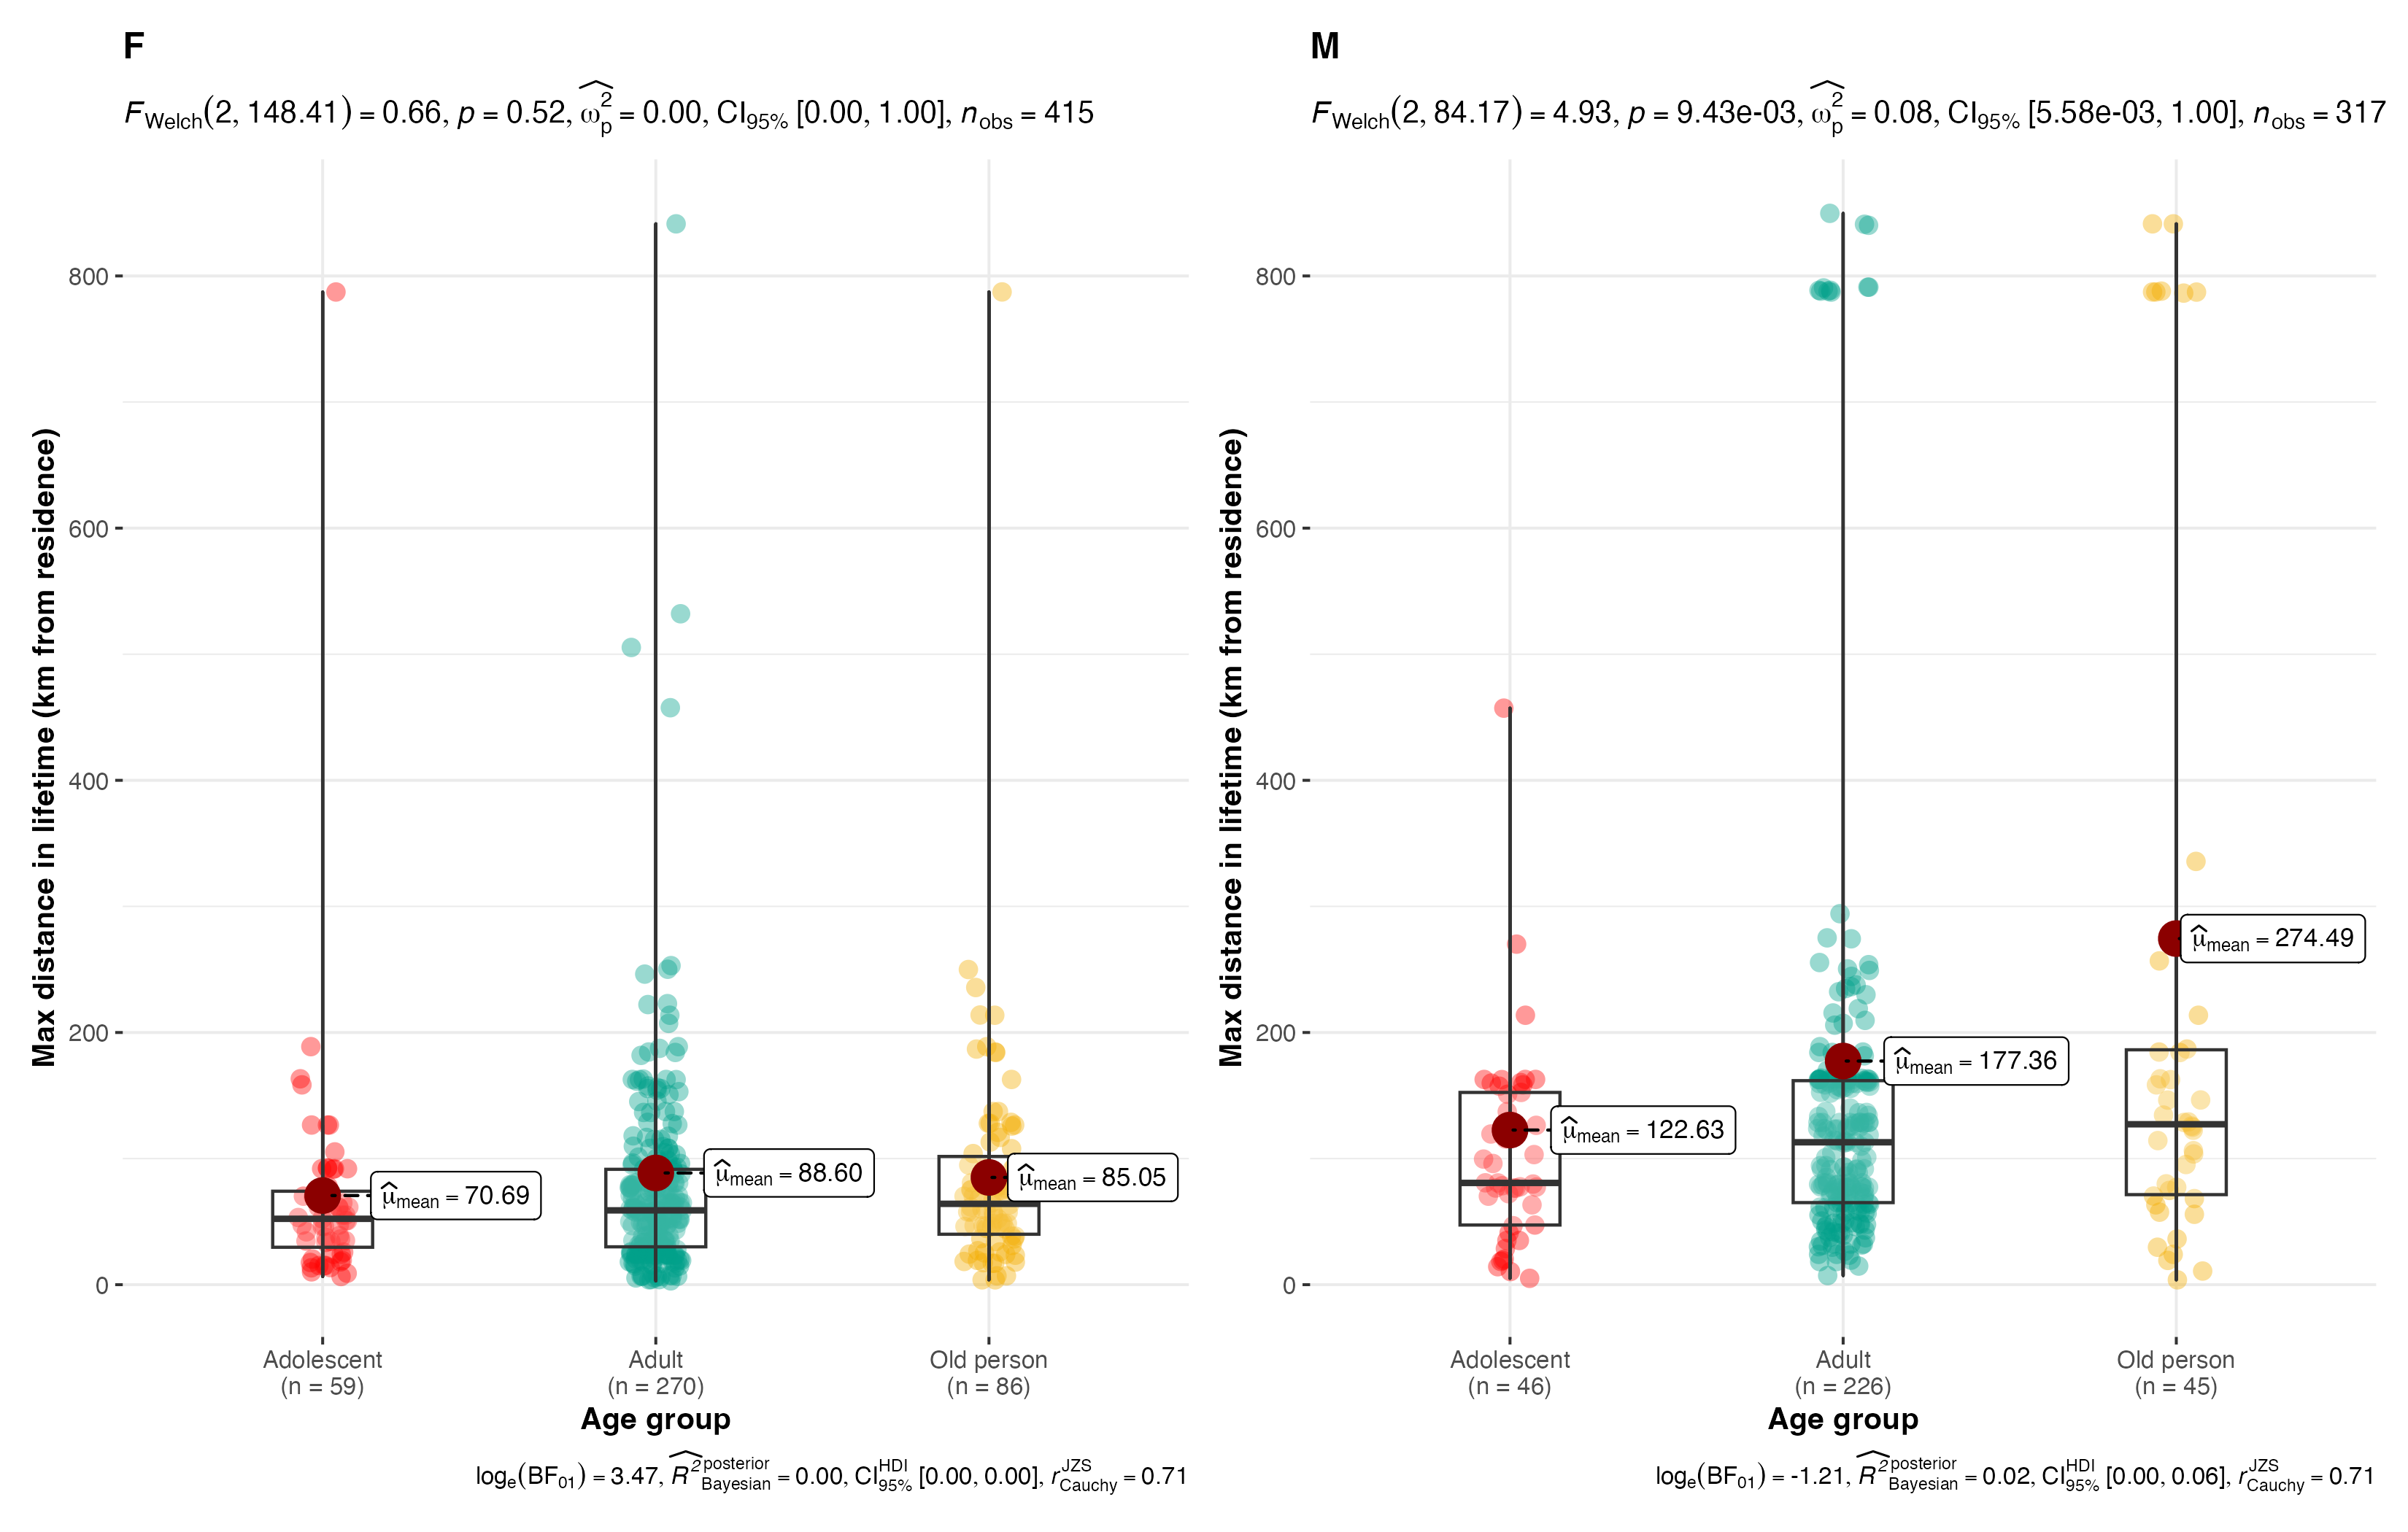 F
F_Welch(2, 148.41) = 0.66, p = 0.52, ω̂²_p = 0.00, CI_95% [0.00, 1.00], n_obs = 415
Max distance in lifetime (km from residence)
800
600
400
200
0
μ̂_mean = 70.69
μ̂_mean = 88.60
μ̂_mean = 85.05
Adolescent
(n = 59)
Adult
(n = 270)
Old person
(n = 86)
Age group
log_e(BF_01) = 3.47, R̂²^posterior_Bayesian = 0.00, CI^HDI_95% [0.00, 0.00], r^JZS_Cauchy = 0.71
M
F_Welch(2, 84.17) = 4.93, p = 9.43e-03, ω̂²_p = 0.08, CI_95% [5.58e-03, 1.00], n_obs = 317
Max distance in lifetime (km from residence)
800
600
400
200
0
μ̂_mean = 122.63
μ̂_mean = 177.36
μ̂_mean = 274.49
Adolescent
(n = 46)
Adult
(n = 226)
Old person
(n = 45)
Age group
log_e(BF_01) = -1.21, R̂²^posterior_Bayesian = 0.02, CI^HDI_95% [0.00, 0.06], r^JZS_Cauchy = 0.71